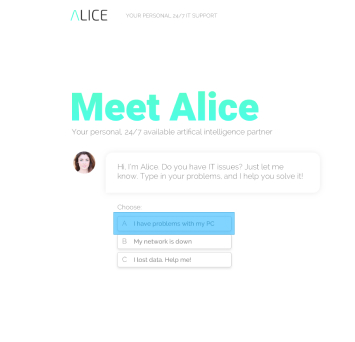 ALICE YOUR PERSONAL 24/7 IT SUPPORT
Meet Alice
Your personal, 24/7 available artifical intelligence partner
Hi, I'm Alice. Do you have IT issues? Just let me
know. Type in your problems, and I help you solve it!
Choose:
A I have problems with my PC
B My network is down
C I lost data. Help me!